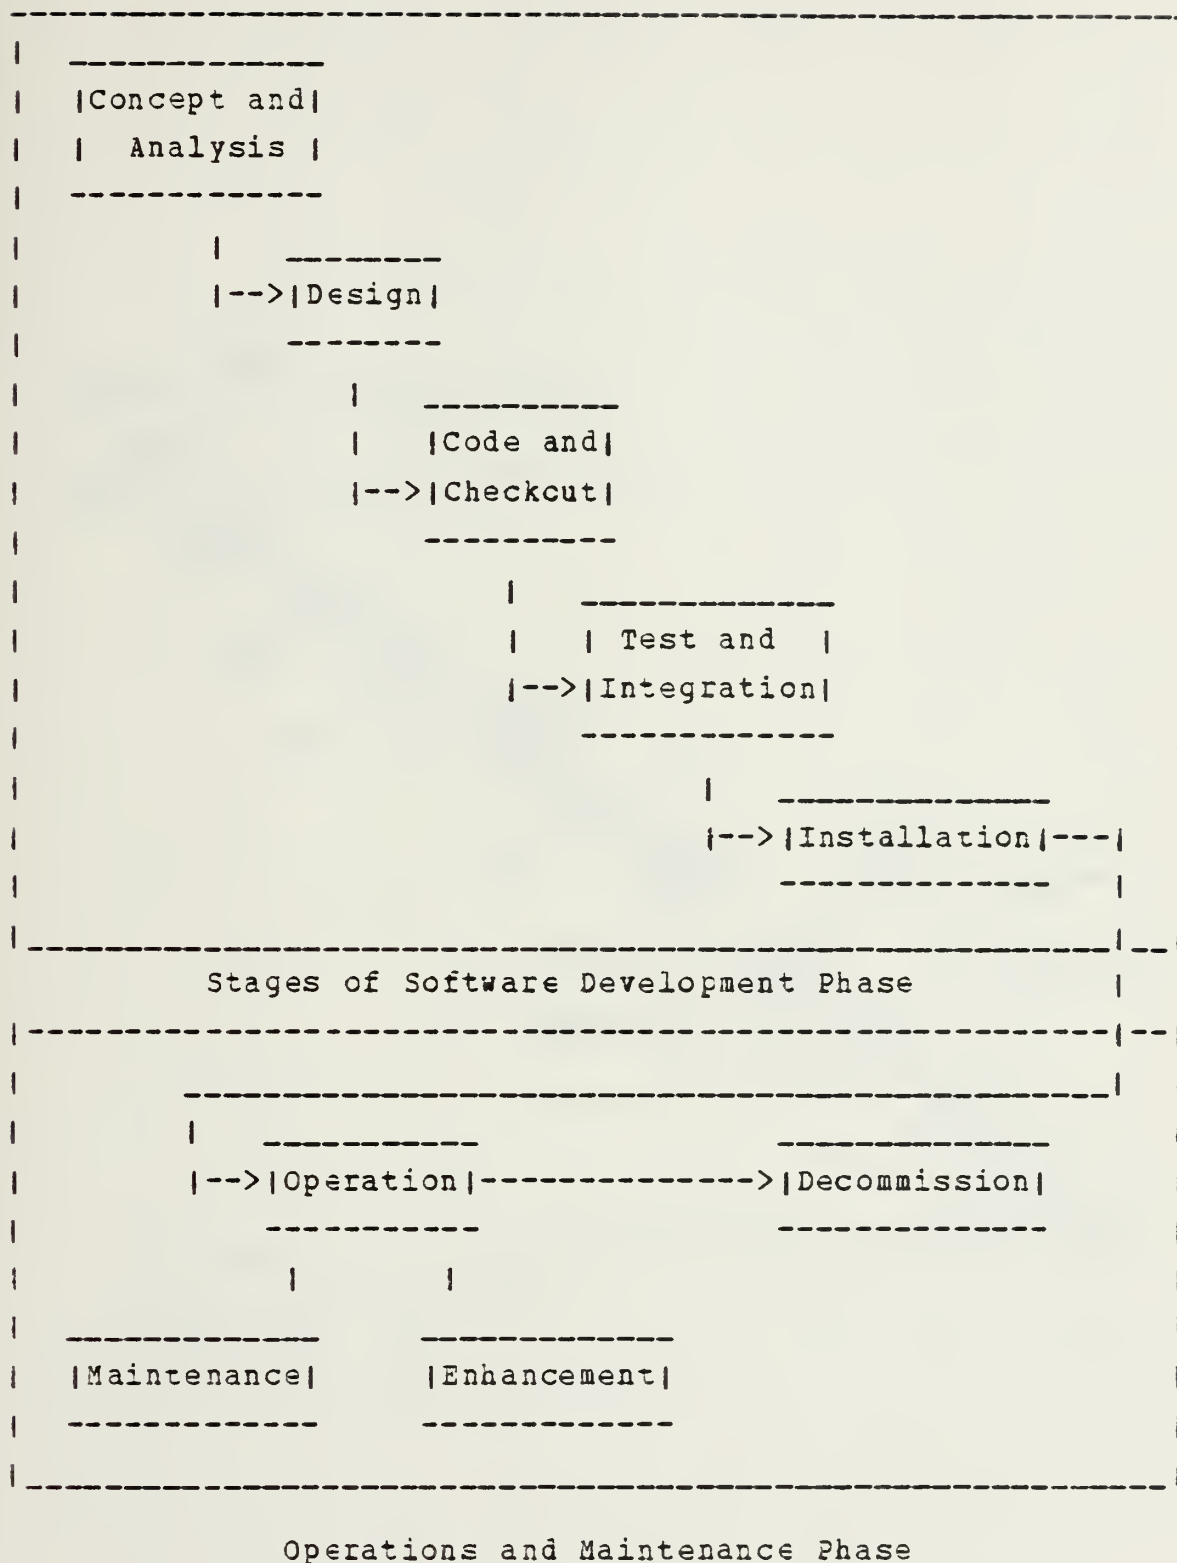 Concept and
Analysis
Design
Code and
Checkcut
Test and
Integration
Installation
Stages of Software Development Phase
Operation
Decommission
Maintenance
Enhancement
Operations and Maintenance Phase